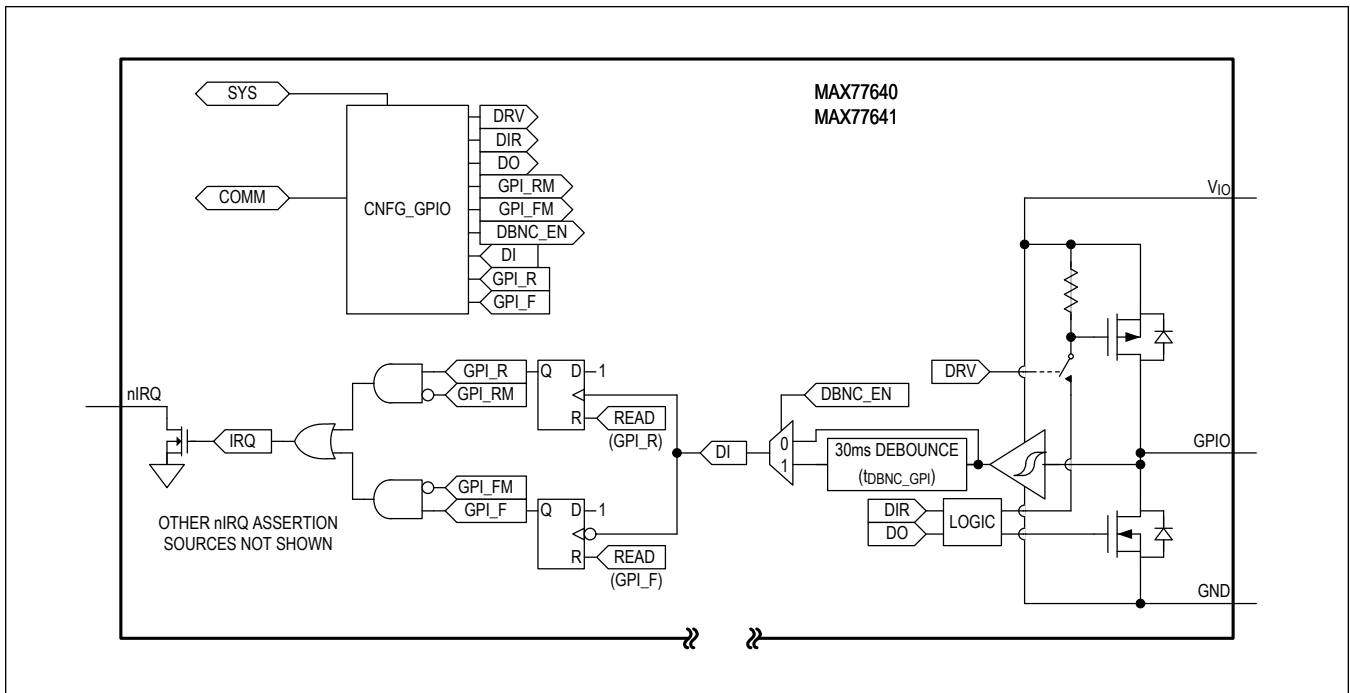 MAX77640
MAX77641
SYS
COMM
CNFG_GPIO
DRV
DIR
DO
GPI_RM
GPI_FM
DBNC_EN
DI
GPI_R
GPI_F
VIO
DRV
GPIO
GND
nIRQ
IRQ
GPI_R
GPI_RM
Q D 1
R
READ
(GPI_R)
GPI_FM
GPI_F
Q D 1
R
READ
(GPI_F)
OTHER nIRQ ASSERTION
SOURCES NOT SHOWN
DI
DBNC_EN
0
1
30ms DEBOUNCE
(tDBNC_GPI)
DIR
DO
LOGIC